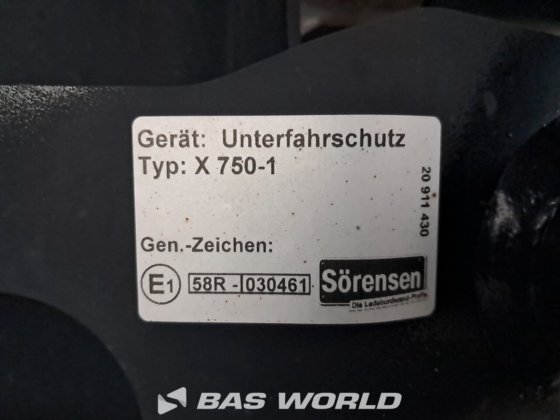 Gerät: Unterfahrschutz
Typ: X 750-1
20 911 430
Gen.-Zeichen:
E1 58R - 030461 Sörensen
Die Ladebordwand-Profis
BAS WORLD